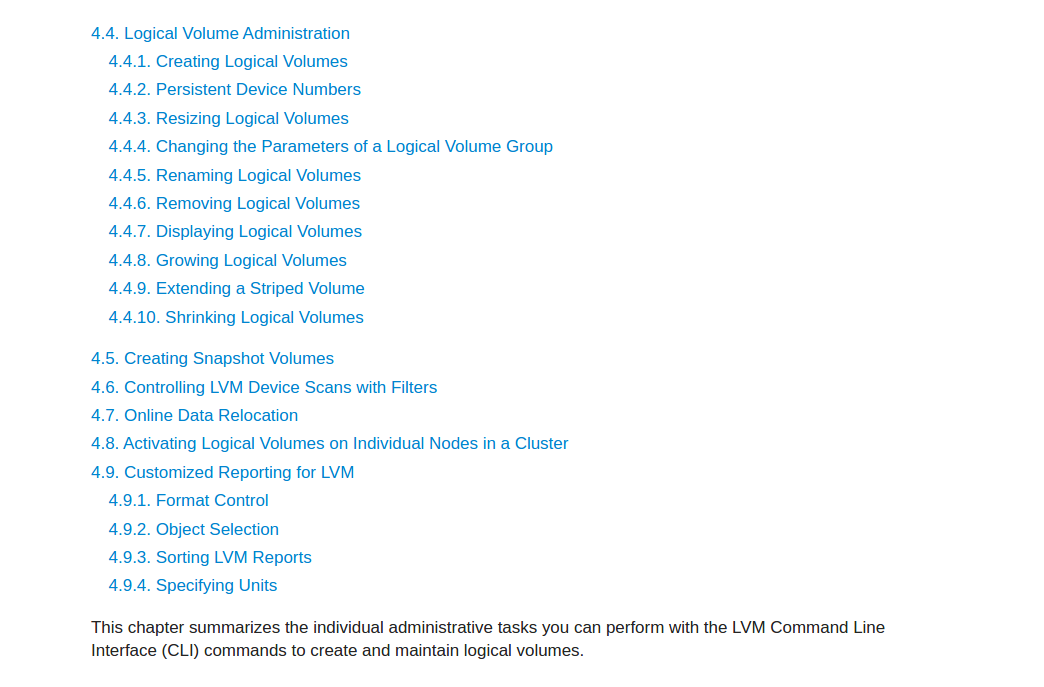 4.4. Logical Volume Administration
4.4.1. Creating Logical Volumes
4.4.2. Persistent Device Numbers
4.4.3. Resizing Logical Volumes
4.4.4. Changing the Parameters of a Logical Volume Group
4.4.5. Renaming Logical Volumes
4.4.6. Removing Logical Volumes
4.4.7. Displaying Logical Volumes
4.4.8. Growing Logical Volumes
4.4.9. Extending a Striped Volume
4.4.10. Shrinking Logical Volumes
4.5. Creating Snapshot Volumes
4.6. Controlling LVM Device Scans with Filters
4.7. Online Data Relocation
4.8. Activating Logical Volumes on Individual Nodes in a Cluster
4.9. Customized Reporting for LVM
4.9.1. Format Control
4.9.2. Object Selection
4.9.3. Sorting LVM Reports
4.9.4. Specifying Units
This chapter summarizes the individual administrative tasks you can perform with the LVM Command Line
Interface (CLI) commands to create and maintain logical volumes.